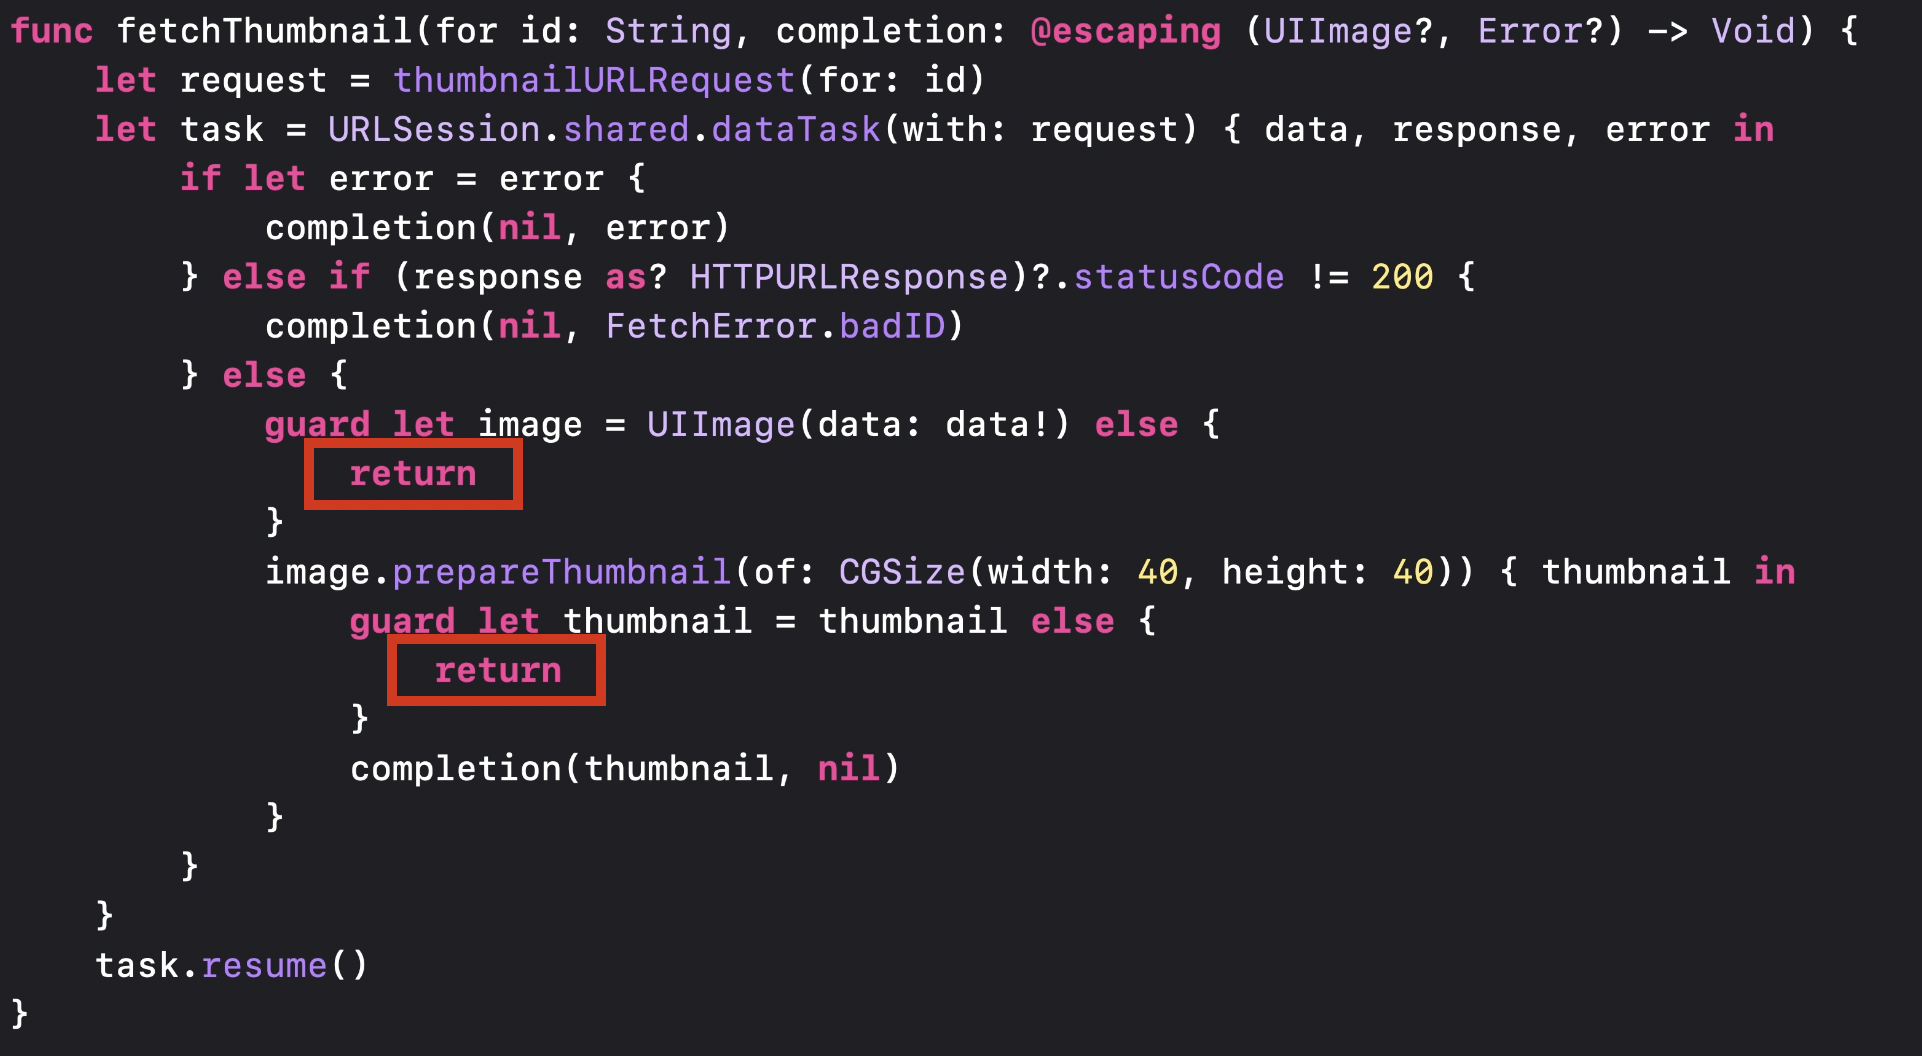 func fetchThumbnail(for id: String, completion: @escaping (UIImage?, Error?) -> Void) {
    let request = thumbnailURLRequest(for: id)
    let task = URLSession.shared.dataTask(with: request) { data, response, error in
        if let error = error {
            completion(nil, error)
        } else if (response as? HTTPURLResponse)?.statusCode != 200 {
            completion(nil, FetchError.badID)
        } else {
            guard let image = UIImage(data: data!) else {
                return
            }
            image.prepareThumbnail(of: CGSize(width: 40, height: 40)) { thumbnail in
                guard let thumbnail = thumbnail else {
                    return
                }
                completion(thumbnail, nil)
            }
        }
    }
    task.resume()
}